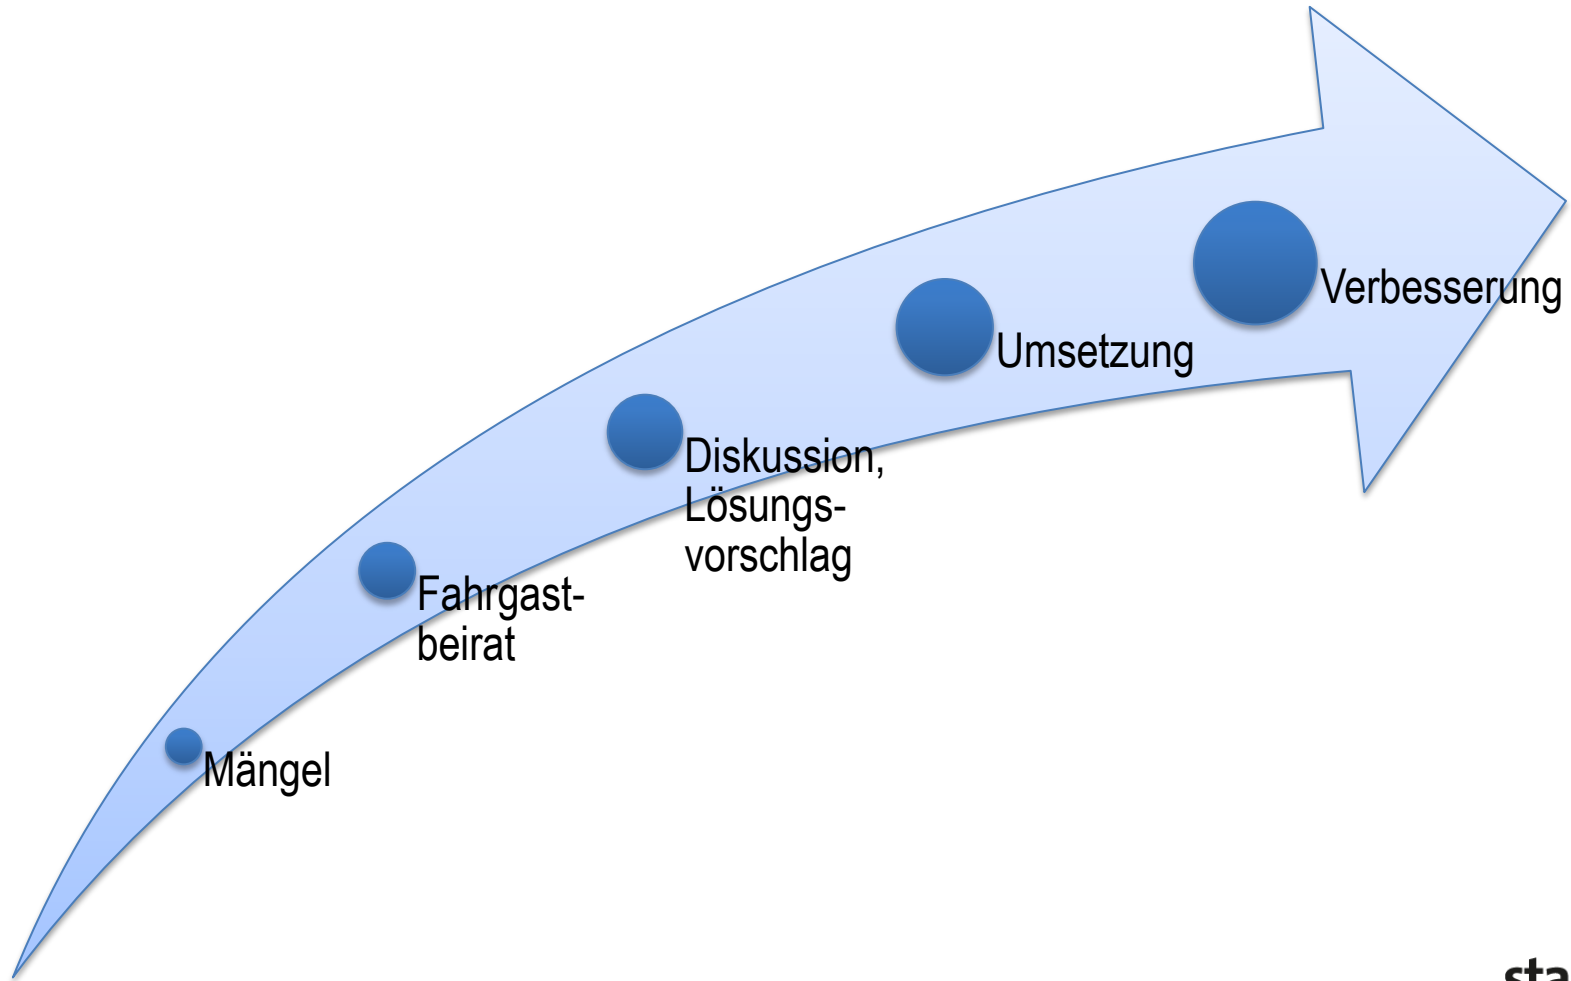 Mängel
Fahrgast-
beirat
Diskussion,
Lösungs-
vorschlag
Umsetzung
Verbesserung